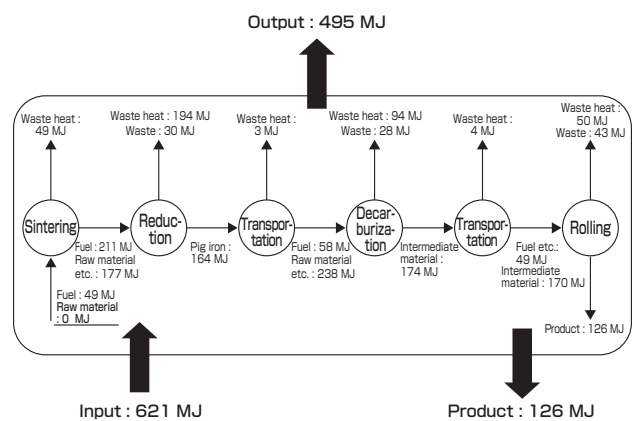 Output : 495 MJ
Waste heat :
49 MJ
Waste heat : 194 MJ
Waste : 30 MJ
Waste heat :
3 MJ
Waste heat : 94 MJ
Waste : 28 MJ
Waste heat :
4 MJ
Waste heat :
50 MJ
Waste : 43 MJ
Sintering
Reduc-
tion
Transpor-
tation
Decar-
buriza-
tion
Transpor-
tation
Rolling
Fuel : 211 MJ
Raw material
etc. : 177 MJ
Pig iron :
164 MJ
Fuel : 58 MJ
Raw material
etc. : 238 MJ
Intermediate
material :
174 MJ
Fuel etc.:
49 MJ
Intermediate
material : 170 MJ
Fuel : 49 MJ
Raw material
: 0 MJ
Product : 126 MJ
Input : 621 MJ
Product : 126 MJ